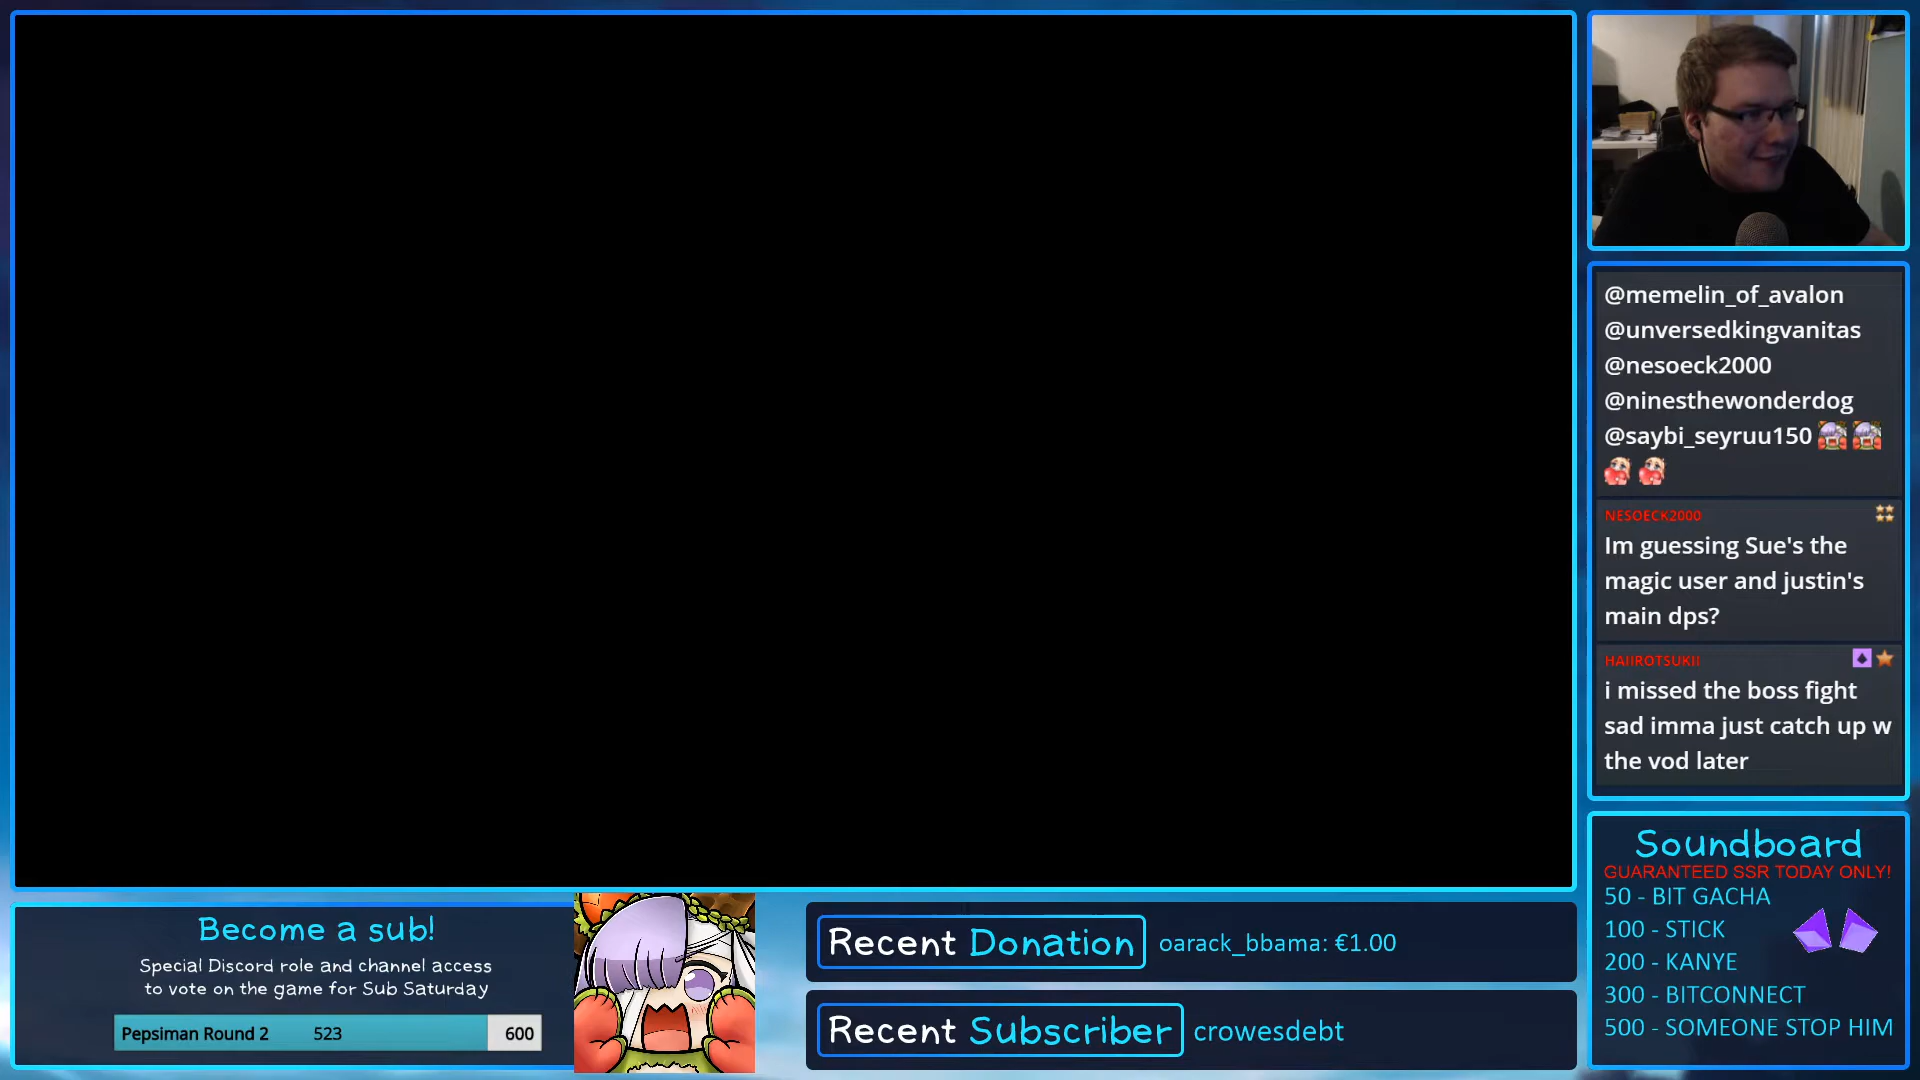 @memelin_of_avalon
@unversedkingvanitas
@nesoeck2000
@ninesthewonderdog
@saybi_seyruu150
NESOECK2000
Im guessing Sue's the
magic user and justin's
main dps?
HAIIROTSUKII
i missed the boss fight
sad imma just catch up w
the vod later
Soundboard
GUARANTEED SSR TODAY ONLY!
50 - BIT GACHA
100 - STICK
200 - KANYE
300 - BITCONNECT
500 - SOMEONE STOP HIM
Become a sub!
Special Discord role and channel access
to vote on the game for Sub Saturday
Pepsiman Round 2 523 600
Recent Donation oarack_bbama: €1.00
Recent Subscriber crowesdebt